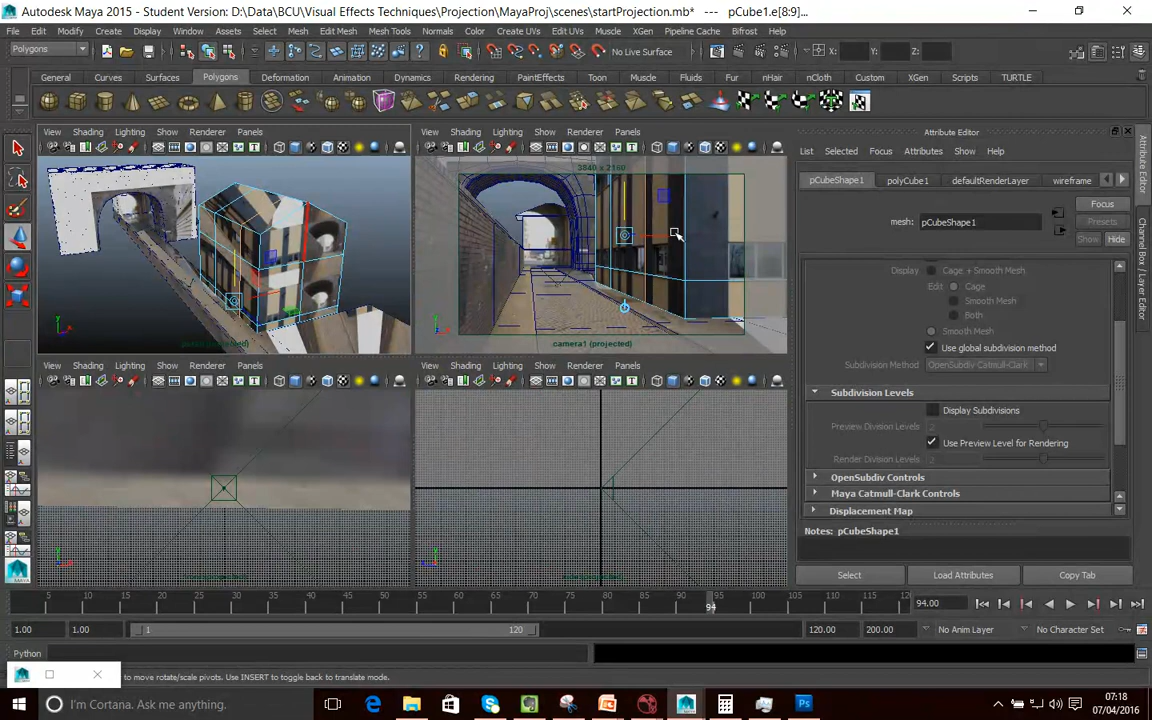 Autodesk Maya 2015 - Student Version: D:\Data\BCU\Visual Effects Techniques\Projection\MayaProj\scenes\startProjection.mb* --- pCube1.e[8:9]...
File Edit Modify Create Display Window Assets Select Mesh Edit Mesh Mesh Tools Normals Color Create UVs Edit UVs Muscle XGen Pipeline Cache Bifrost Help
Polygons No Live Surface X: Y: Z:
General Curves Surfaces Polygons Deformation Animation Dynamics Rendering PaintEffects Toon Muscle Fluids Fur nHair nCloth Custom XGen Scripts TURTLE
View Shading Lighting Show Renderer Panels
View Shading Lighting Show Renderer Panels
Attribute Editor
List Selected Focus Attributes Show Help
3840 x 2160
pCubeShape1 polyCube1 defaultRenderLayer wireframe
Focus
mesh: pCubeShape1
Presets
Show Hide
Display Cage + Smooth Mesh
Edit Cage
Smooth Mesh
Both
Smooth Mesh
Use global subdivision method
Subdivision Method OpenSubdiv Catmull-Clark
camera1 (projected)
View Shading Lighting Show Renderer Panels
View Shading Lighting Show Renderer Panels
Subdivision Levels
Display Subdivisions
Preview Division Levels 2
Use Preview Level for Rendering
Render Division Levels 2
OpenSubdiv Controls
Maya Catmull-Clark Controls
Displacement Map
Notes: pCubeShape1
Select Load Attributes Copy Tab
Channel Box / Layer Editor
Attribute Editor
5 10 15 20 25 30 35 40 45 50 55 60 65 70 75 80 85 90 95 100 105 110 115 120
94
94.00
1.00 1.00 1 120 120.00 200.00 No Anim Layer No Character Set
Python
to move rotate/scale pivots. Use INSERT to toggle back to translate mode.
I'm Cortana. Ask me anything.
07:18
07/04/2016